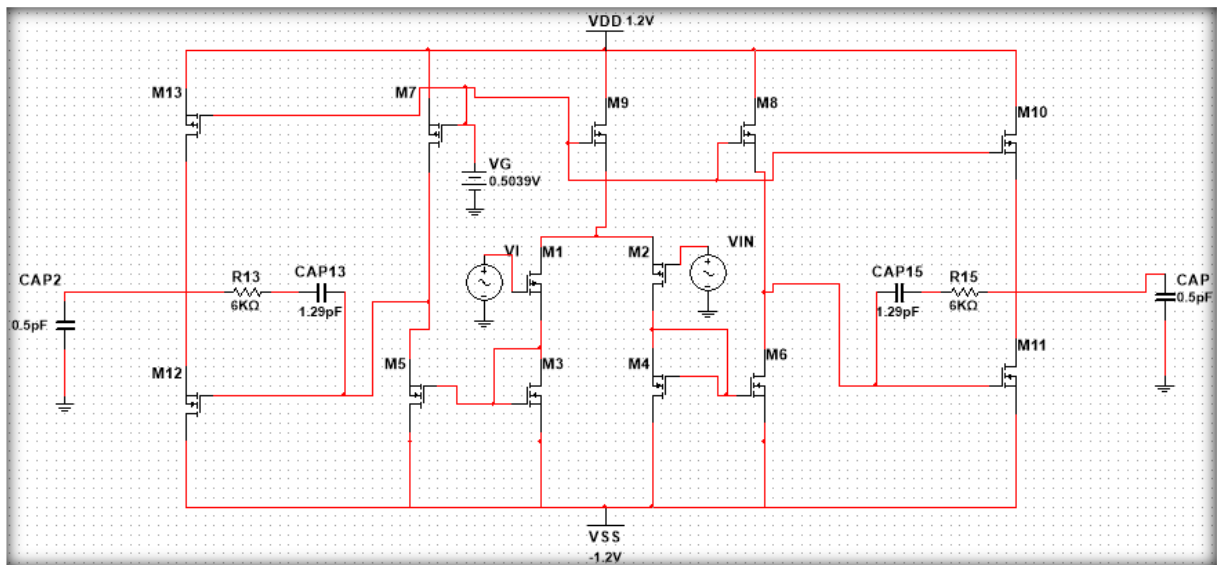 VDD 1.2V
M13
M7
M9
M8
M10
VG
0.5039V
VI
M1
M2
VIN
CAP2
R13
CAP13
CAP15
R15
CAP
6KΩ
1.29pF
1.29pF
6KΩ
0.5pF
0.5pF
M12
M5
M3
M4
M6
M11
VSS
-1.2V